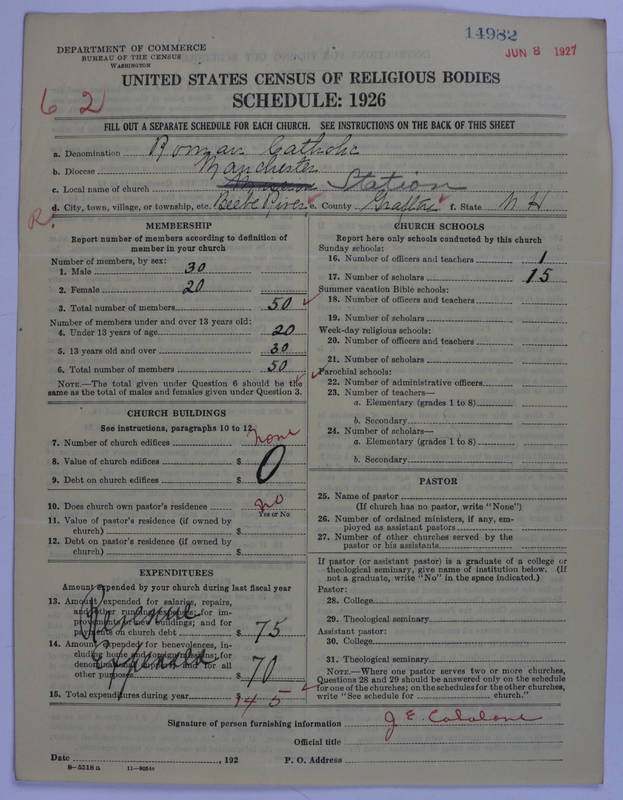 14982
JUN 8 1927
DEPARTMENT OF COMMERCE
BUREAU OF THE CENSUS
WASHINGTON
UNITED STATES CENSUS OF RELIGIOUS BODIES
SCHEDULE: 1926
6 2
FILL OUT A SEPARATE SCHEDULE FOR EACH CHURCH. SEE INSTRUCTIONS ON THE BACK OF THIS SHEET
a. Denomination Roman Catholic
b. Diocese Manchester
c. Local name of church Station
d. City, town, village, or township, etc. Beebe River e. County Grafton f. State N H
R.
MEMBERSHIP
Report number of members according to definition of
member in your church
Number of members, by sex:
1. Male 30
2. Female 20
3. Total number of members 50
Number of members under and over 13 years old:
4. Under 13 years of age 20
5. 13 years old and over 30
6. Total number of members 50
NOTE.—The total given under Question 6 should be the
same as the total of males and females given under Question 3.
CHURCH BUILDINGS
See instructions, paragraphs 10 to 12
7. Number of church edifices none
8. Value of church edifices $ 0
9. Debt on church edifices $
10. Does church own pastor's residence no
Yes or No
11. Value of pastor's residence (if owned by
church) $
12. Debt on pastor's residence (if owned by
church) $
EXPENDITURES
Amount expended by your church during last fiscal year
13. Amount expended for salaries, repairs,
and other running expenses; for im-
provements or new buildings; and for
payments on church debt $ 75
14. Amount expended for benevolences, in-
cluding home and foreign missions; for
denominational support; and for all
other purposes $ 70
15. Total expenditures during year $ 145
CHURCH SCHOOLS
Report here only schools conducted by this church
Sunday schools:
16. Number of officers and teachers 1
17. Number of scholars 15
Summer vacation Bible schools:
18. Number of officers and teachers
19. Number of scholars
Week-day religious schools:
20. Number of officers and teachers
21. Number of scholars
Parochial schools:
22. Number of administrative officers
23. Number of teachers—
a. Elementary (grades 1 to 8)
b. Secondary
24. Number of scholars—
a. Elementary (grades 1 to 8)
b. Secondary
PASTOR
25. Name of pastor
(If church has no pastor, write "None")
26. Number of ordained ministers, if any, em-
ployed as assistant pastors
27. Number of other churches served by the
pastor or his assistants
If pastor (or assistant pastor) is a graduate of a college or
theological seminary, give name of institution below. (If
not a graduate, write "No" in the space indicated.)
Pastor:
28. College
29. Theological seminary
Assistant pastor:
30. College
31. Theological seminary
NOTE.—Where one pastor serves two or more churches,
Questions 28 and 29 should be answered only on the schedule
for one of the churches; on the schedules for the other churches,
write "See schedule for church."
Signature of person furnishing information J E
Official title
Date , 192 P. O. Address
8—5518 a 11—9254a